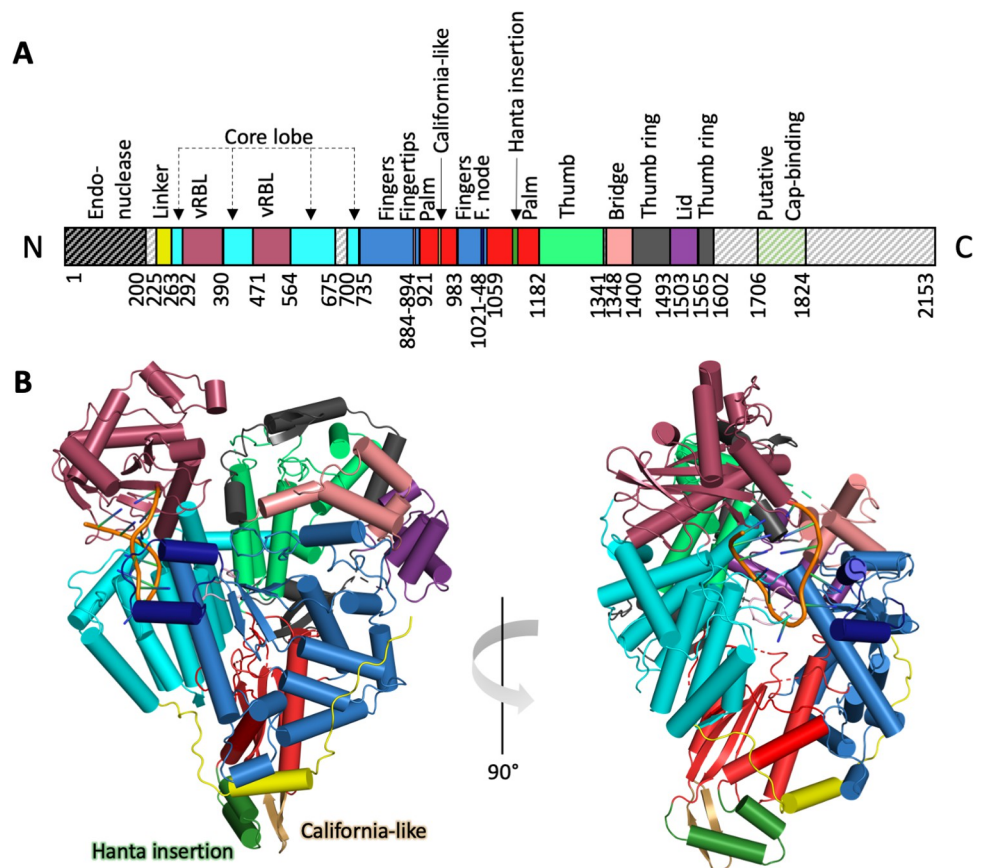 A
Core lobe
Endo-
nuclease
Linker
vRBL
vRBL
Fingers
Fingertips
Palm
California-like
Fingers
F. node
Hanta insertion
Palm
Thumb
Bridge
Thumb ring
Lid
Thumb ring
Putative
Cap-binding
N
C
1
200
225
263
292
390
471
564
675
700
735
884-894
921
983
1021-48
1059
1182
1341
1348
1400
1493
1503
1565
1602
1706
1824
2153
B
90°
California-like
Hanta insertion